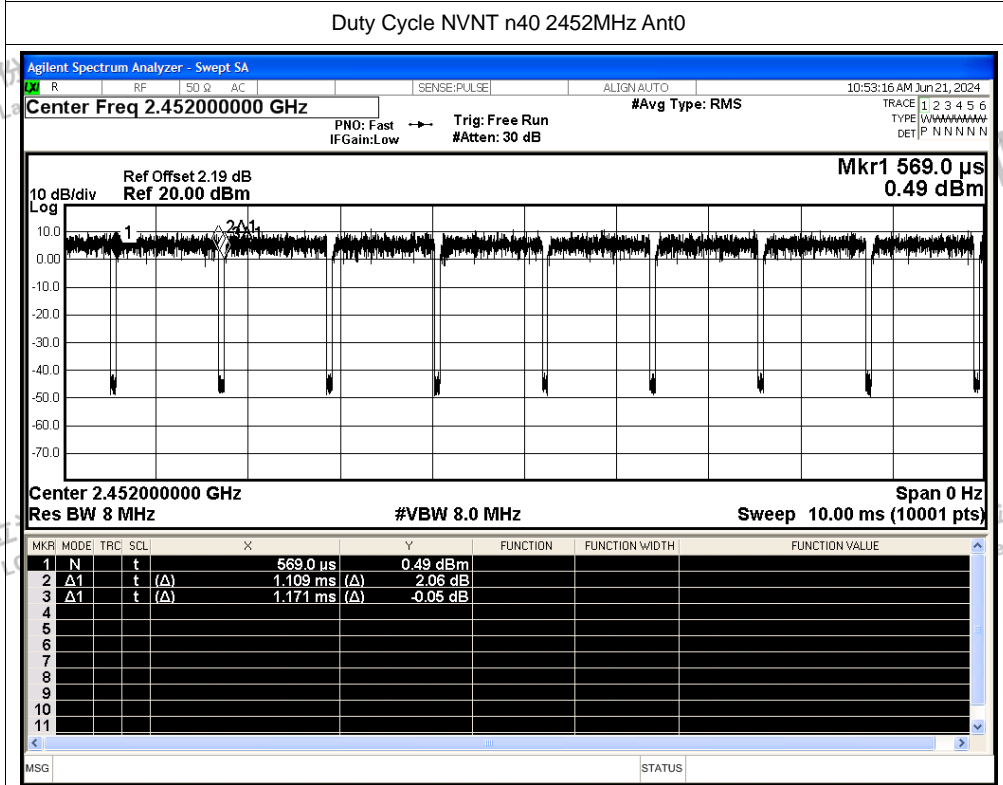 Duty Cycle NVNT n40 2452MHz Ant0
Agilent Spectrum Analyzer - Swept SA
LXI R RF 50 Ω AC SENSE:PULSE ALIGN AUTO 10:53:16 AM Jun 21, 2024
Center Freq 2.452000000 GHz #Avg Type: RMS TRACE 1 2 3 4 5 6
PNO: Fast Trig: Free Run TYPE WWWWWW
IFGain:Low #Atten: 30 dB DET P N N N N N
Mkr1 569.0 µs
Ref Offset 2.19 dB
10 dB/div Ref 20.00 dBm 0.49 dBm
Log
10.0
0.00
-10.0
-20.0
-30.0
-40.0
-50.0
-60.0
-70.0
1 2Δ1
Center 2.452000000 GHz Span 0 Hz
Res BW 8 MHz #VBW 8.0 MHz Sweep 10.00 ms (10001 pts)
MKR MODE TRC SCL X Y FUNCTION FUNCTION WIDTH FUNCTION VALUE
1 N t 569.0 µs 0.49 dBm
2 Δ1 t (Δ) 1.109 ms (Δ) 2.06 dB
3 Δ1 t (Δ) 1.171 ms (Δ) -0.05 dB
4
5
6
7
8
9
10
11
MSG STATUS